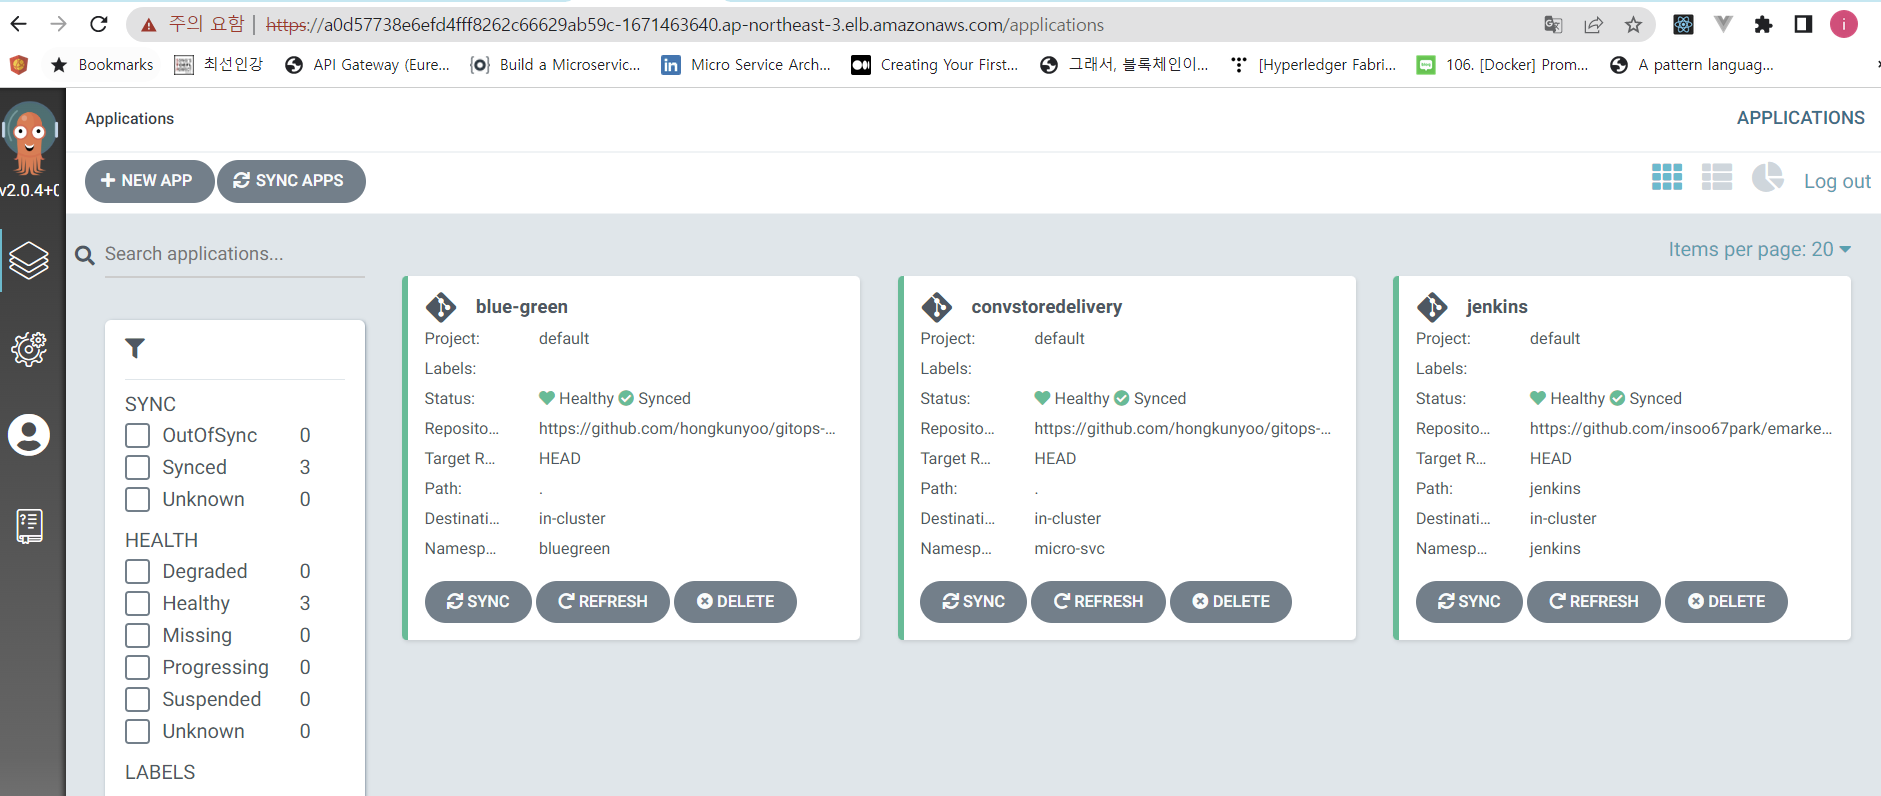 주의 요함 | https://a0d57738e6efd4fff8262c66629ab59c-1671463640.ap-northeast-3.elb.amazonaws.com/applications
i
Bookmarks 최선인강 API Gateway (Eure... Build a Microservic... Micro Service Arch... Creating Your First... 그래서, 블록체인이... [Hyperledger Fabri... 106. [Docker] Prom... A pattern languag...
Applications
APPLICATIONS
v2.0.4+0
NEW APP
SYNC APPS
Log out
Search applications...
Items per page: 20
SYNC
OutOfSync 0
Synced 3
Unknown 0
HEALTH
Degraded 0
Healthy 3
Missing 0
Progressing 0
Suspended 0
Unknown 0
LABELS
blue-green
Project: default
Labels:
Status: Healthy Synced
Reposito... https://github.com/hongkunyoo/gitops-...
Target R... HEAD
Path: .
Destinati... in-cluster
Namesp... bluegreen
SYNC REFRESH DELETE
convstoredelivery
Project: default
Labels:
Status: Healthy Synced
Reposito... https://github.com/hongkunyoo/gitops-...
Target R... HEAD
Path: .
Destinati... in-cluster
Namesp... micro-svc
SYNC REFRESH DELETE
jenkins
Project: default
Labels:
Status: Healthy Synced
Reposito... https://github.com/insoo67park/emarke...
Target R... HEAD
Path: jenkins
Destinati... in-cluster
Namesp... jenkins
SYNC REFRESH DELETE